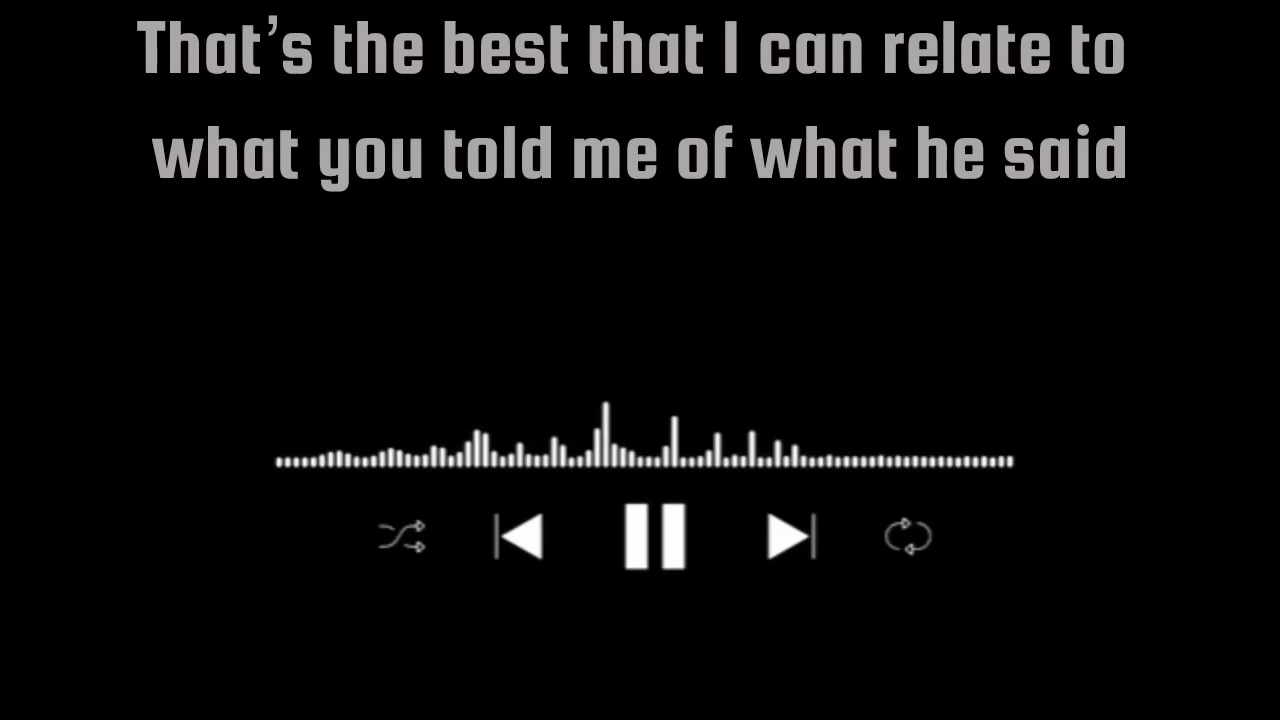 That’s the best that I can relate to
what you told me of what he said